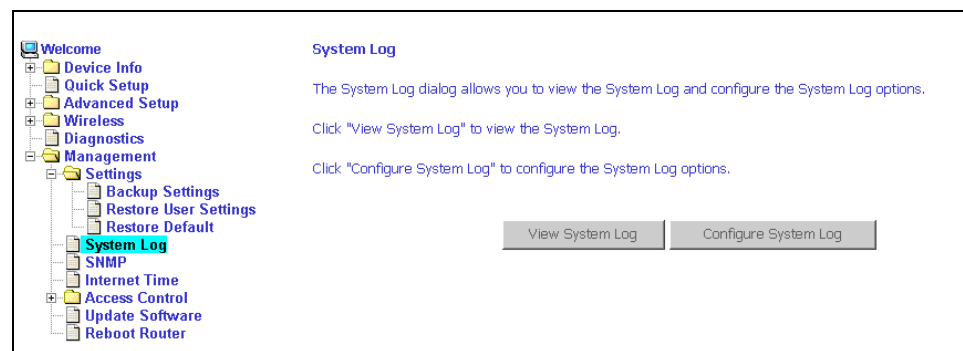 Welcome
Device Info
Quick Setup
Advanced Setup
Wireless
Diagnostics
Management
Settings
Backup Settings
Restore User Settings
Restore Default
System Log
SNMP
Internet Time
Access Control
Update Software
Reboot Router
System Log
The System Log dialog allows you to view the System Log and configure the System Log options.
Click "View System Log" to view the System Log.
Click "Configure System Log" to configure the System Log options.
View System Log
Configure System Log